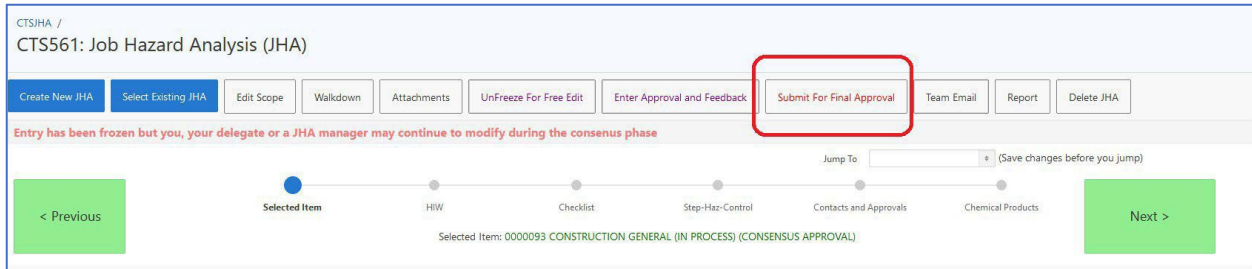 CTSJHA /
CTS561: Job Hazard Analysis (JHA)
Create New JHA Select Existing JHA Edit Scope Walkdown Attachments UnFreeze For Free Edit Enter Approval and Feedback Submit For Final Approval Team Email Report Delete JHA
Entry has been frozen but you, your delegate or a JHA manager may continue to modify during the consenus phase
Jump To (Save changes before you jump)
< Previous Selected Item HIW Checklist Step-Haz-Control Contacts and Approvals Chemical Products Next >
Selected Item: 0000093 CONSTRUCTION GENERAL (IN PROCESS) (CONSENSUS APPROVAL)